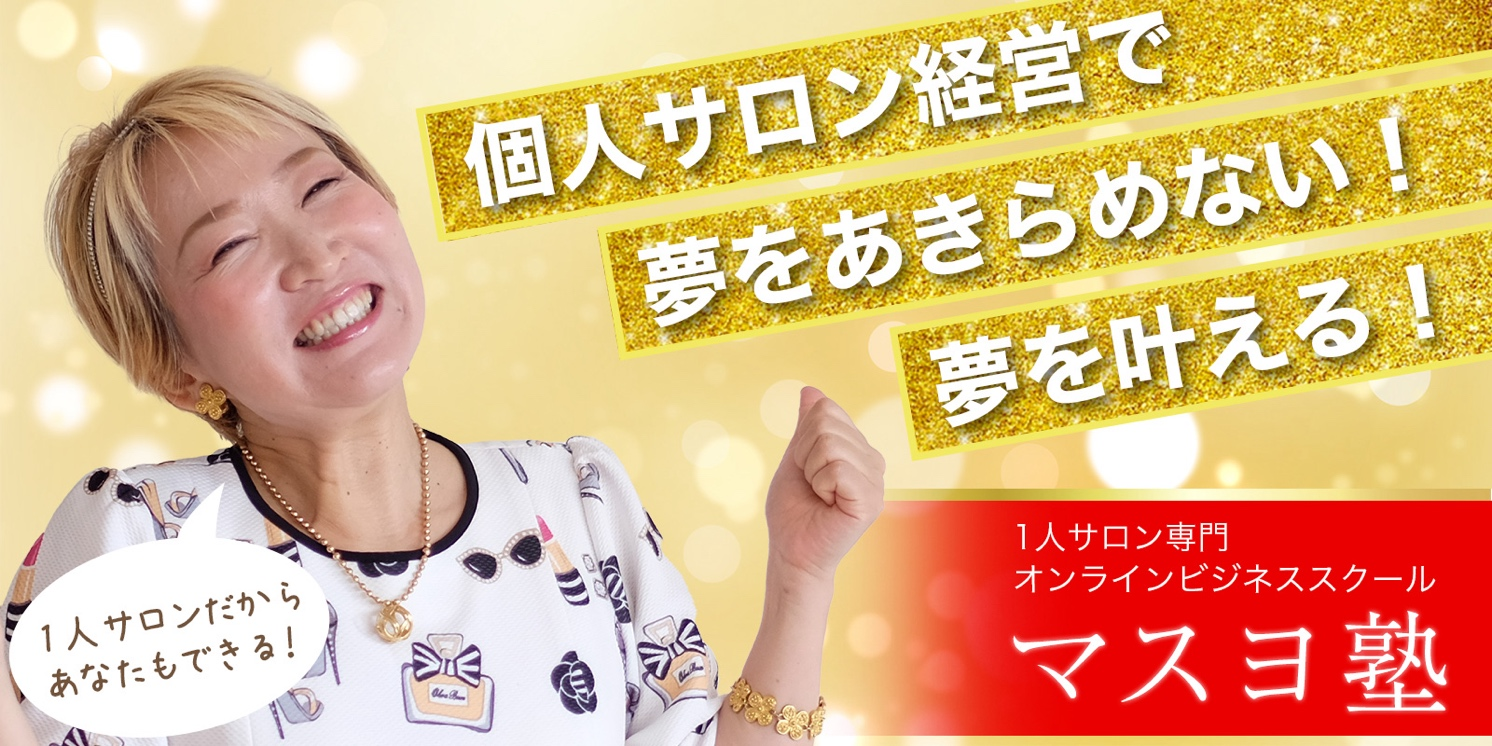 個人サロン経営で
夢をあきらめない！
夢を叶える！
1人サロンだから
あなたもできる！
1人サロン専門
オンラインビジネススクール
マスヨ塾